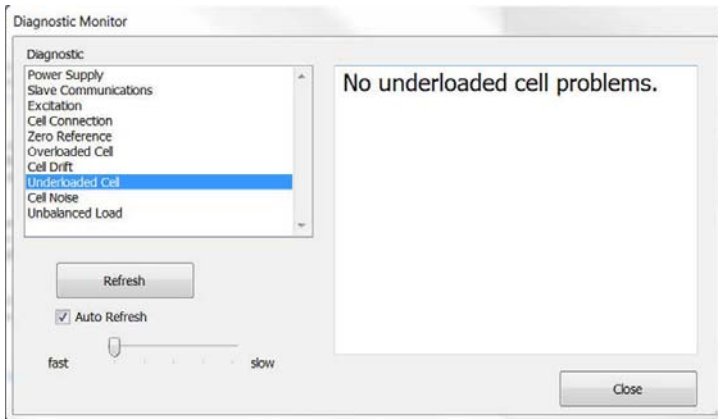 Diagnostic Monitor
Diagnostic
Power Supply
Slave Communications
Excitation
Cell Connection
Zero Reference
Overloaded Cell
Cell Drift
Underloaded Cell
Cell Noise
Unbalanced Load
No underloaded cell problems.
Refresh
Auto Refresh
fast
slow
Close